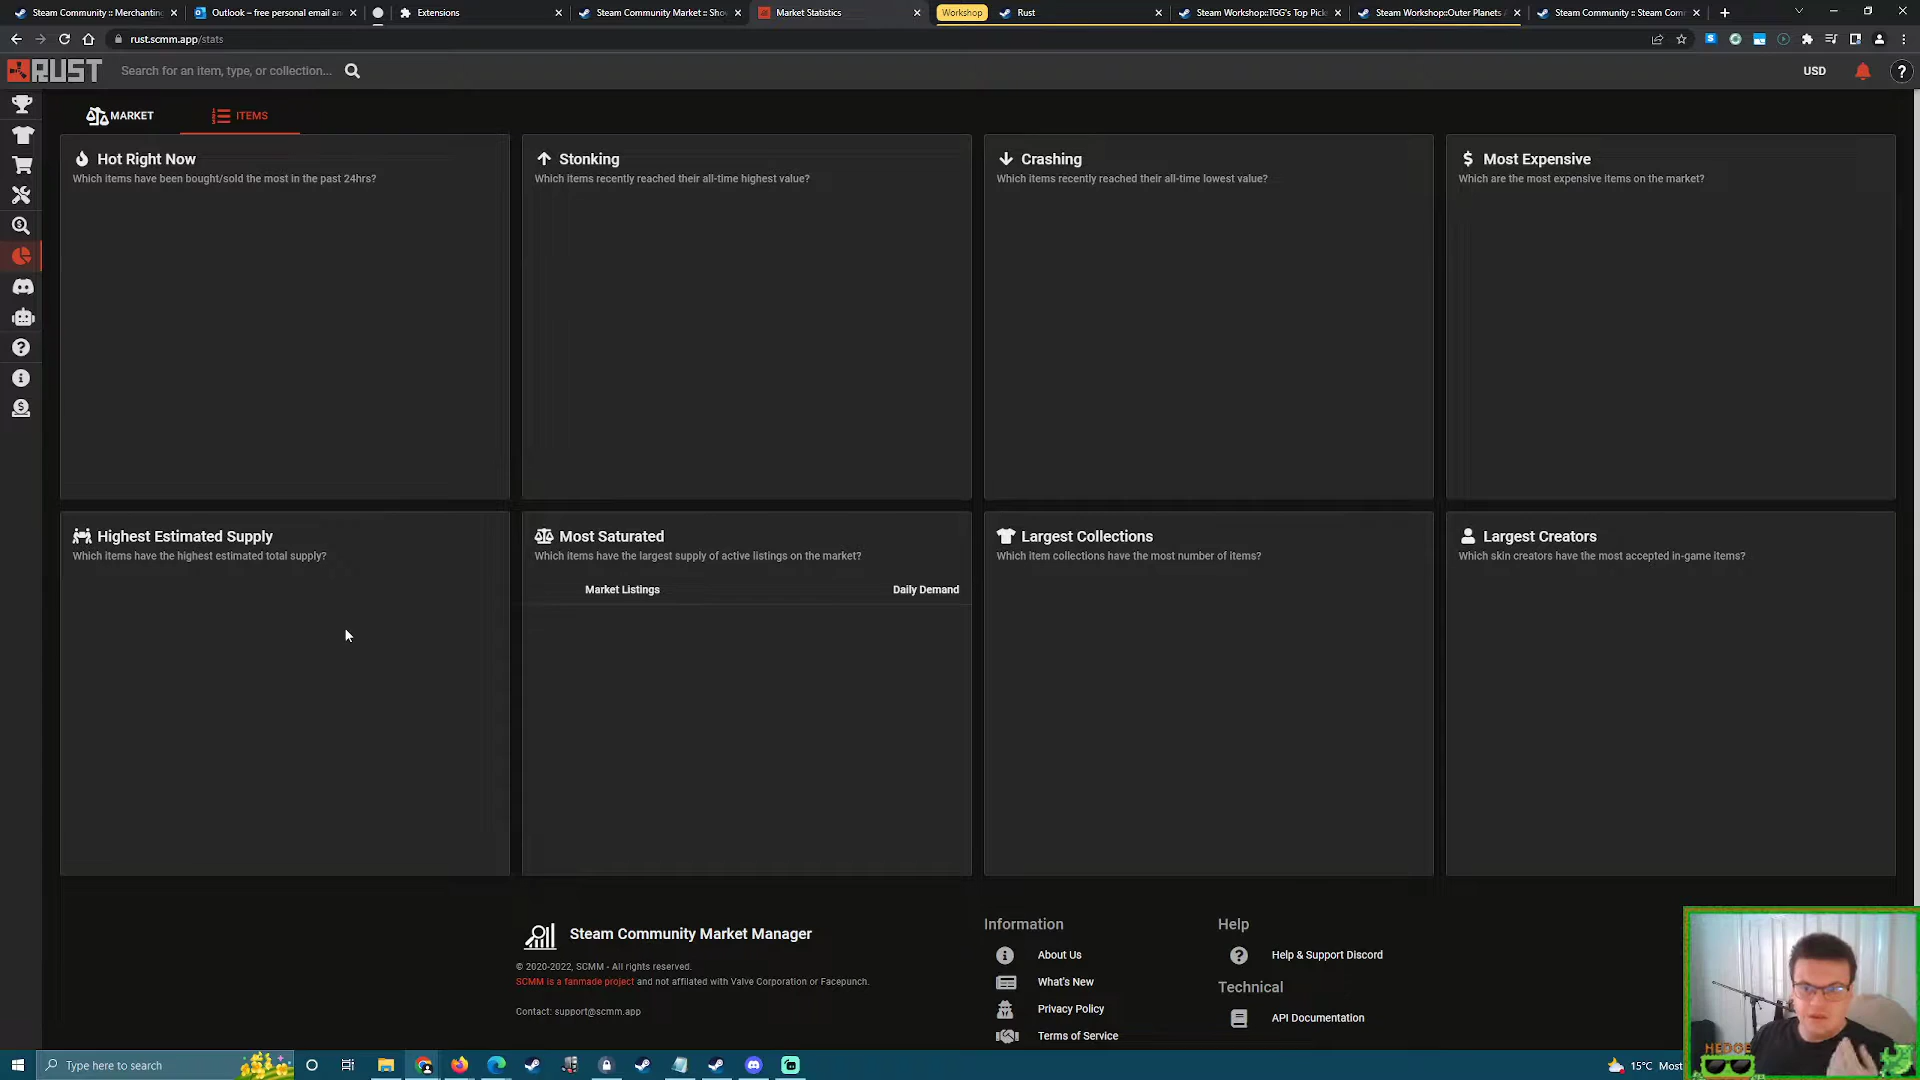 Steam Community :: Merchanting
Outlook – free personal email an
Extensions
Steam Community Market :: Sho
Market Statistics
Workshop
Rust
Steam Workshop::TGG's Top Pick
Steam Workshop::Outer Planets
Steam Community :: Steam Com
rust.scmm.app/stats
RUST
Search for an item, type, or collection...
USD
MARKET
ITEMS
Hot Right Now
Which items have been bought/sold the most in the past 24hrs?
Stonking
Which items recently reached their all-time highest value?
Crashing
Which items recently reached their all-time lowest value?
Most Expensive
Which are the most expensive items on the market?
Highest Estimated Supply
Which items have the highest estimated total supply?
Most Saturated
Which items have the largest supply of active listings on the market?
Market Listings
Daily Demand
Largest Collections
Which item collections have the most number of items?
Largest Creators
Which skin creators have the most accepted in-game items?
Steam Community Market Manager
© 2020-2022, SCMM - All rights reserved.
SCMM is a fanmade project and not affilated with Valve Corporation or Facepunch.
Contact: support@scmm.app
Information
About Us
What's New
Privacy Policy
Terms of Service
Help
Help & Support Discord
Technical
API Documentation
Type here to search
15°C Most
HEDGE